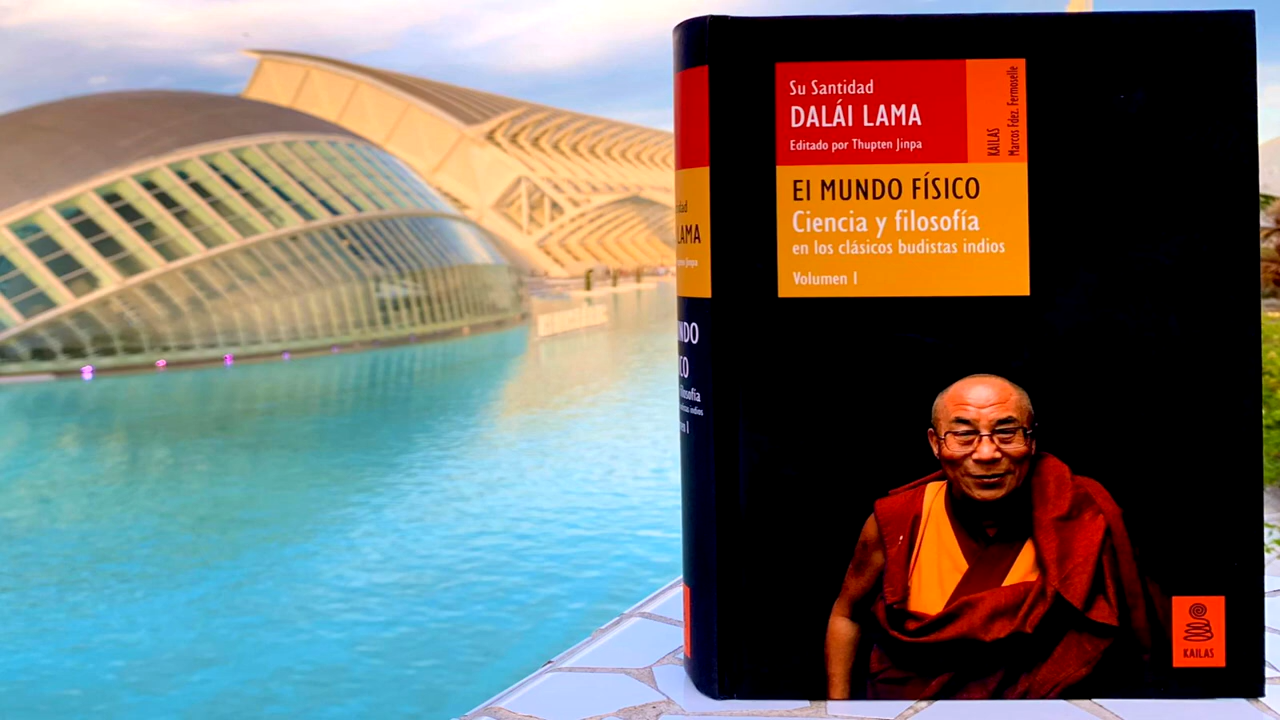 Su Santidad
DALÁI LAMA
Editado por Thupten Jinpa
KAILAS
Marcos Fdez. Fermoselle
El MUNDO FÍSICO
Ciencia y filosofía
en los clásicos budistas indios
Volumen I
KAILAS
LAMA